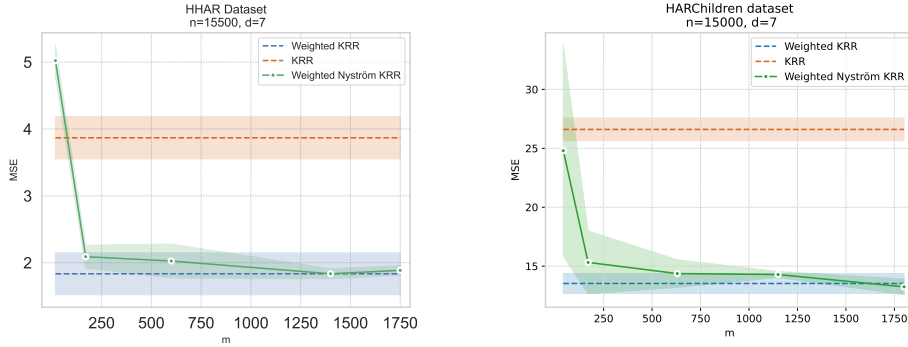 HHAR Dataset
n=15500, d=7
Weighted KRR
KRR
Weighted Nyström KRR
MSE
5
4
3
2
250 500 750 1000 1250 1500 1750
m
HARChildren dataset
n=15000, d=7
Weighted KRR
KRR
Weighted Nyström KRR
MSE
30
25
20
15
250 500 750 1000 1250 1500 1750
m